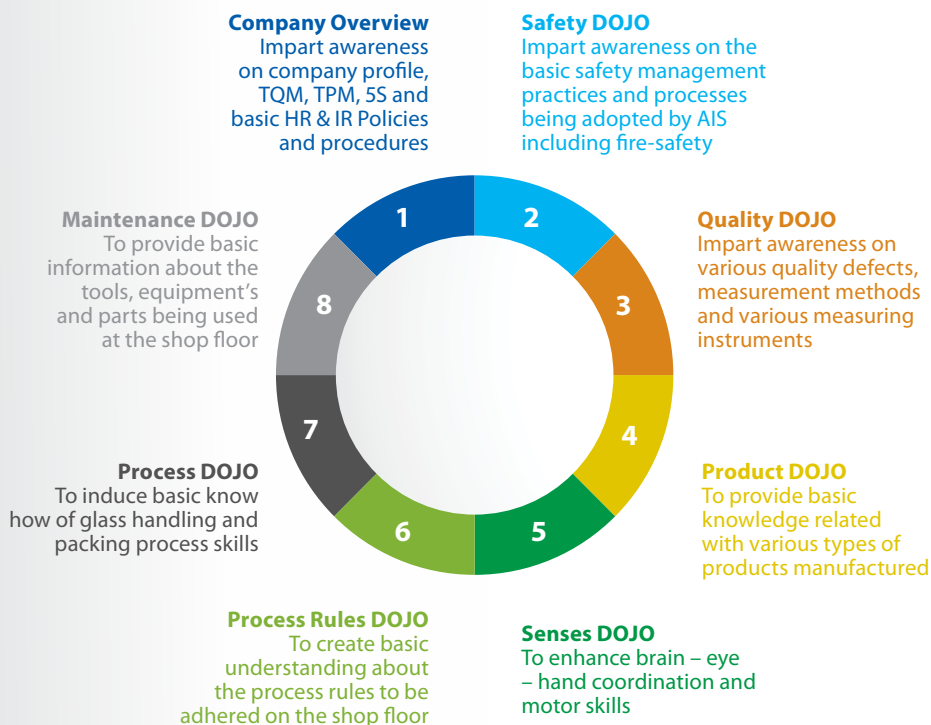 Company Overview
Impart awareness
on company profile,
TQM, TPM, 5S and
basic HR & IR Policies
and procedures
Safety DOJO
Impart awareness on the
basic safety management
practices and processes
being adopted by AIS
including fire-safety
Quality DOJO
Impart awareness on
various quality defects,
measurement methods
and various measuring
instruments
Product DOJO
To provide basic
knowledge related
with various types of
products manufactured
Senses DOJO
To enhance brain – eye
– hand coordination and
motor skills
Process Rules DOJO
To create basic
understanding about
the process rules to be
adhered on the shop floor
Process DOJO
To induce basic know
how of glass handling and
packing process skills
Maintenance DOJO
To provide basic
information about the
tools, equipment's
and parts being used
at the shop floor
1
2
3
4
5
6
7
8